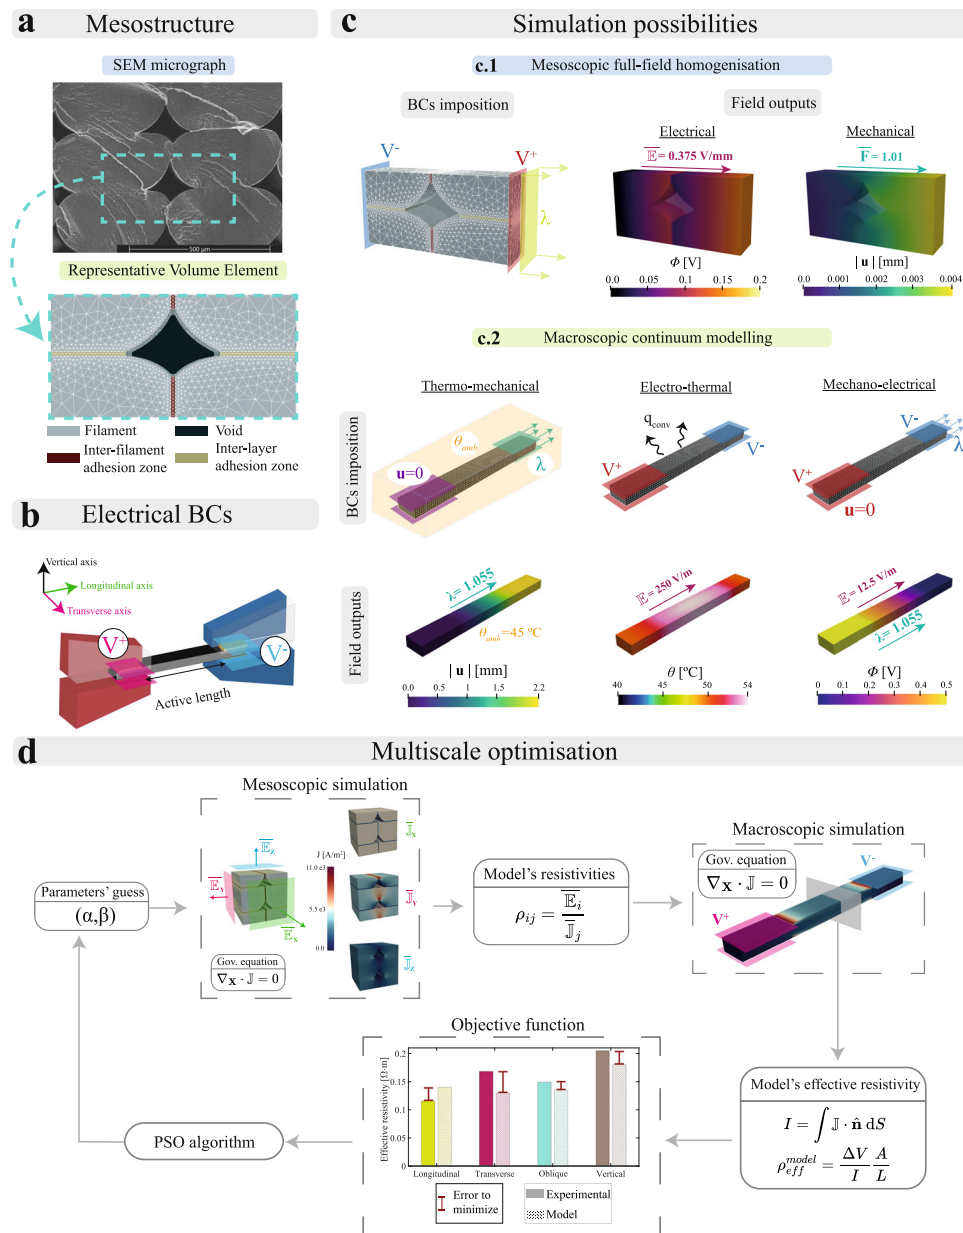 a Mesostructure
SEM micrograph
500 µm
Representative Volume Element
Filament
Void
Inter-filament
adhesion zone
Inter-layer
adhesion zone
b Electrical BCs
Vertical axis
Longitudinal axis
Transverse axis
V+
V-
Active length
c Simulation possibilities
c.1 Mesoscopic full-field homogenisation
BCs imposition
Field outputs
V-
V+
λ
Electrical
𝔼 = 0.375 V/mm
Φ [V]
0.0 0.05 0.1 0.15 0.2
Mechanical
F = 1.01
| u | [mm]
0 0.001 0.002 0.003 0.004
c.2 Macroscopic continuum modelling
Thermo-mechanical
Electro-thermal
Mechano-electrical
BCs imposition
θamb
u=0
λ
qconv
V+
V-
V-
λ
V+
u=0
Field outputs
λ= 1.055
θamb =45 ºC
| u | [mm]
0.0 0.5 1 1.5 2.2
𝔼 = 250 V/m
θ [ºC]
40 45 50 54
𝔼 = 12.5 V/m
λ= 1.055
Φ [V]
0 0.1 0.2 0.3 0.4 0.5
d Multiscale optimisation
Mesoscopic simulation
Parameters' guess
(α,β)
𝔼Z
𝔼Y
𝔼X
J [A/m²]
11.0 e3
5.5 e3
0.0
𝕁X
𝕁Y
𝕁Z
Gov. equation
∇X · 𝕁 = 0
Model's resistivities
ρij = 𝔼i / 𝕁j
Macroscopic simulation
Gov. equation
∇X · 𝕁 = 0
V-
V+
Model's effective resistivity
I = ∫ 𝕁 · n̂ dS
ρeff model = ΔV / I A / L
Objective function
Effective resistivity [Ω·m]
0.2
0.15
0.1
0.05
0
Longitudinal Transverse Oblique Vertical
Error to
minimize
Experimental
Model
PSO algorithm